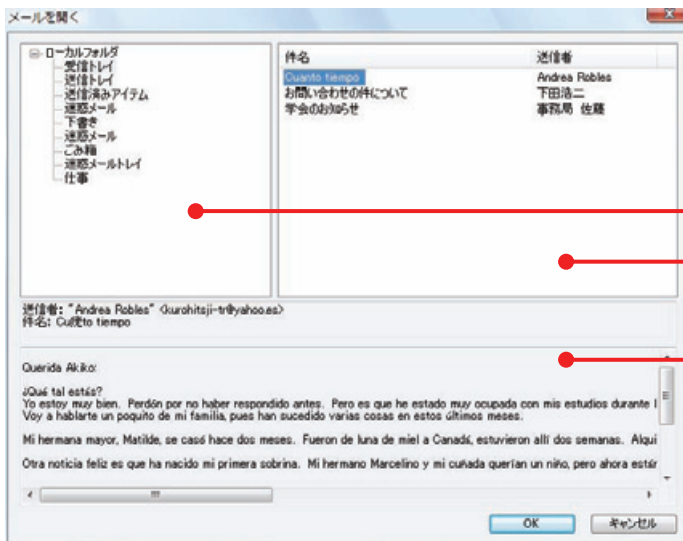 メールを開く
ローカルフォルダ
受信トレイ
送信トレイ
送信済みアイテム
迷惑メール
下書き
迷惑メール
ごみ箱
迷惑メールトレイ
仕事
件名 送信者
Cuanto tiempo Andrea Robles
お問い合わせの件について 下田浩二
学会のお知らせ 事務局 佐藤
送信者: "Andrea Robles" <kurohitsji-tr@yahoo.es>
件名: Cu疸to tiempo
Querida Akiko:
¿Qué tal estás?
Yo estoy muy bien. Perdón por no haber respondido antes. Pero es que he estado muy ocupada con mis estudios durante l
Voy a hablarte un poquito de mi familia, pues han sucedido varias cosas en estos últimos meses.
Mi hermana mayor, Matilde, se casó hace dos meses. Fueron de luna de miel a Canadá, estuvieron allí dos semanas. Alqui
Otra noticia feliz es que ha nacido mi primera sobrina. Mi hermano Marcelino y mi cuñada querían un niño, pero ahora están
OK キャンセル